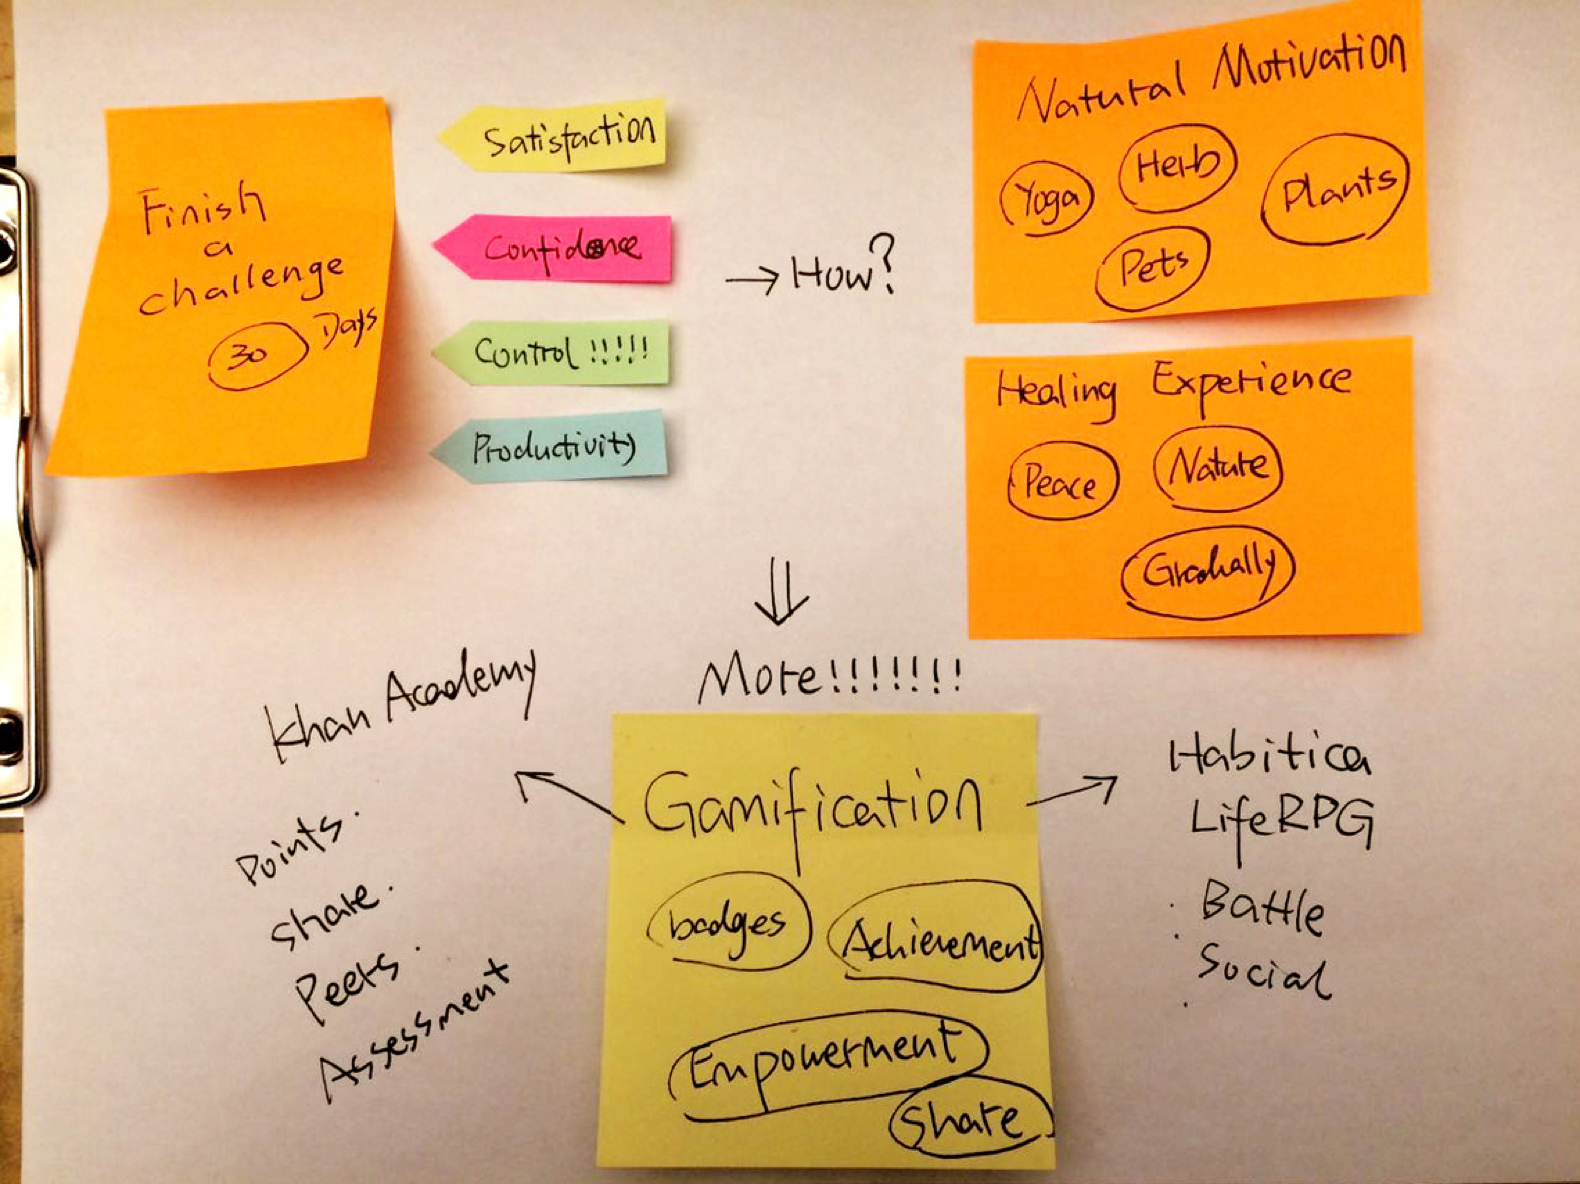 Finish
a
challenge
30 Days
Satisfaction
Confidence
Control !!!!!
Productivity
→ How?
Natural Motivation
Yoga
Herb
Plants
Pets
Healing Experience
Peace
Nature
Gradually
More!!!!!!!
Gamification
badges
Achievement
Empowerment
Share
Khan Academy
Points.
Share.
Peers.
Assessment
Habitica
LifeRPG
Battle
Social